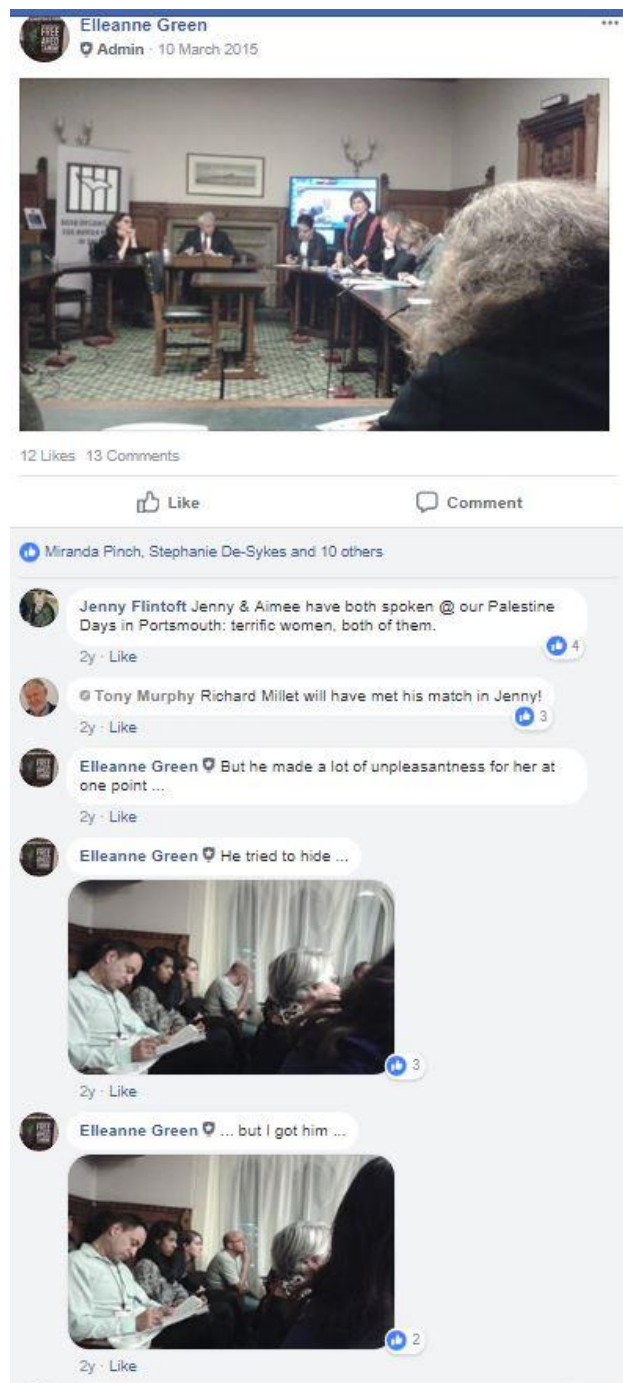 Elleanne Green
Admin · 10 March 2015
FREE
12 Likes 13 Comments
Like
Comment
Miranda Pinch, Stephanie De-Sykes and 10 others
Jenny Flintoft Jenny & Aimee have both spoken @ our Palestine
Days in Portsmouth: terrific women, both of them.
4
2y · Like
Tony Murphy Richard Millet will have met his match in Jenny!
3
2y · Like
Elleanne Green But he made a lot of unpleasantness for her at
one point ...
2y · Like
Elleanne Green He tried to hide ...
3
2y · Like
Elleanne Green ... but I got him ...
2
2y · Like